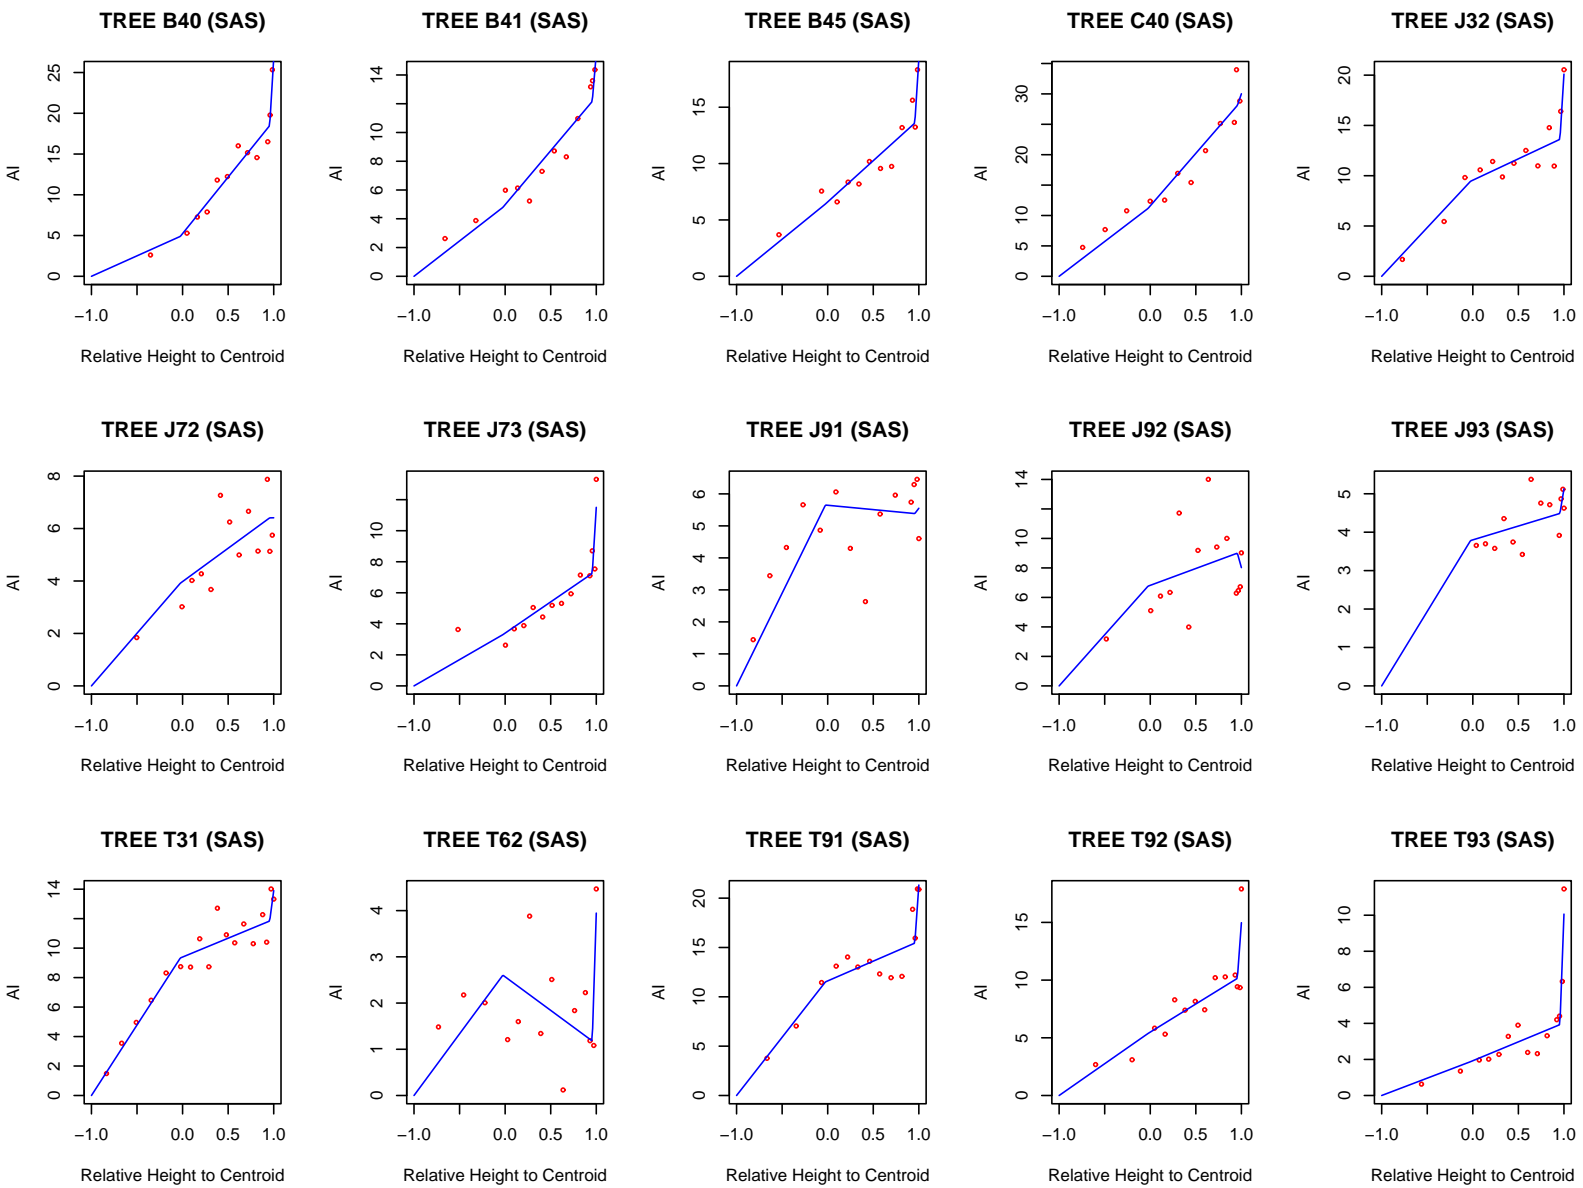 TREE B40 (SAS) TREE B41 (SAS) TREE B45 (SAS) TREE C40 (SAS) TREE J32 (SAS)
AI
0 5 10 15 20 25
−1.0 0.0 0.5 1.0
Relative Height to Centroid
AI
0 2 4 6 8 10 14
−1.0 0.0 0.5 1.0
Relative Height to Centroid
AI
0 5 10 15
−1.0 0.0 0.5 1.0
Relative Height to Centroid
AI
0 5 10 20 30
−1.0 0.0 0.5 1.0
Relative Height to Centroid
AI
0 5 10 15 20
−1.0 0.0 0.5 1.0
Relative Height to Centroid
TREE J72 (SAS) TREE J73 (SAS) TREE J91 (SAS) TREE J92 (SAS) TREE J93 (SAS)
AI
0 2 4 6 8
−1.0 0.0 0.5 1.0
Relative Height to Centroid
AI
0 2 4 6 8 10
−1.0 0.0 0.5 1.0
Relative Height to Centroid
AI
0 1 2 3 4 5 6
−1.0 0.0 0.5 1.0
Relative Height to Centroid
AI
0 2 4 6 8 10 14
−1.0 0.0 0.5 1.0
Relative Height to Centroid
AI
0 1 2 3 4 5
−1.0 0.0 0.5 1.0
Relative Height to Centroid
TREE T31 (SAS) TREE T62 (SAS) TREE T91 (SAS) TREE T92 (SAS) TREE T93 (SAS)
AI
0 2 4 6 8 10 14
−1.0 0.0 0.5 1.0
Relative Height to Centroid
AI
0 1 2 3 4
−1.0 0.0 0.5 1.0
Relative Height to Centroid
AI
0 5 10 15 20
−1.0 0.0 0.5 1.0
Relative Height to Centroid
AI
0 5 10 15
−1.0 0.0 0.5 1.0
Relative Height to Centroid
AI
0 2 4 6 8 10
−1.0 0.0 0.5 1.0
Relative Height to Centroid